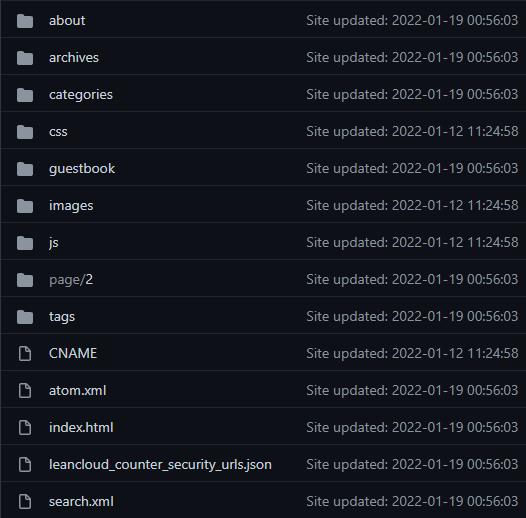 about Site updated: 2022-01-19 00:56:03
archives Site updated: 2022-01-19 00:56:03
categories Site updated: 2022-01-19 00:56:03
css Site updated: 2022-01-12 11:24:58
guestbook Site updated: 2022-01-19 00:56:03
images Site updated: 2022-01-12 11:24:58
js Site updated: 2022-01-12 11:24:58
page/2 Site updated: 2022-01-19 00:56:03
tags Site updated: 2022-01-19 00:56:03
CNAME Site updated: 2022-01-12 11:24:58
atom.xml Site updated: 2022-01-19 00:56:03
index.html Site updated: 2022-01-19 00:56:03
leancloud_counter_security_urls.json Site updated: 2022-01-19 00:56:03
search.xml Site updated: 2022-01-19 00:56:03